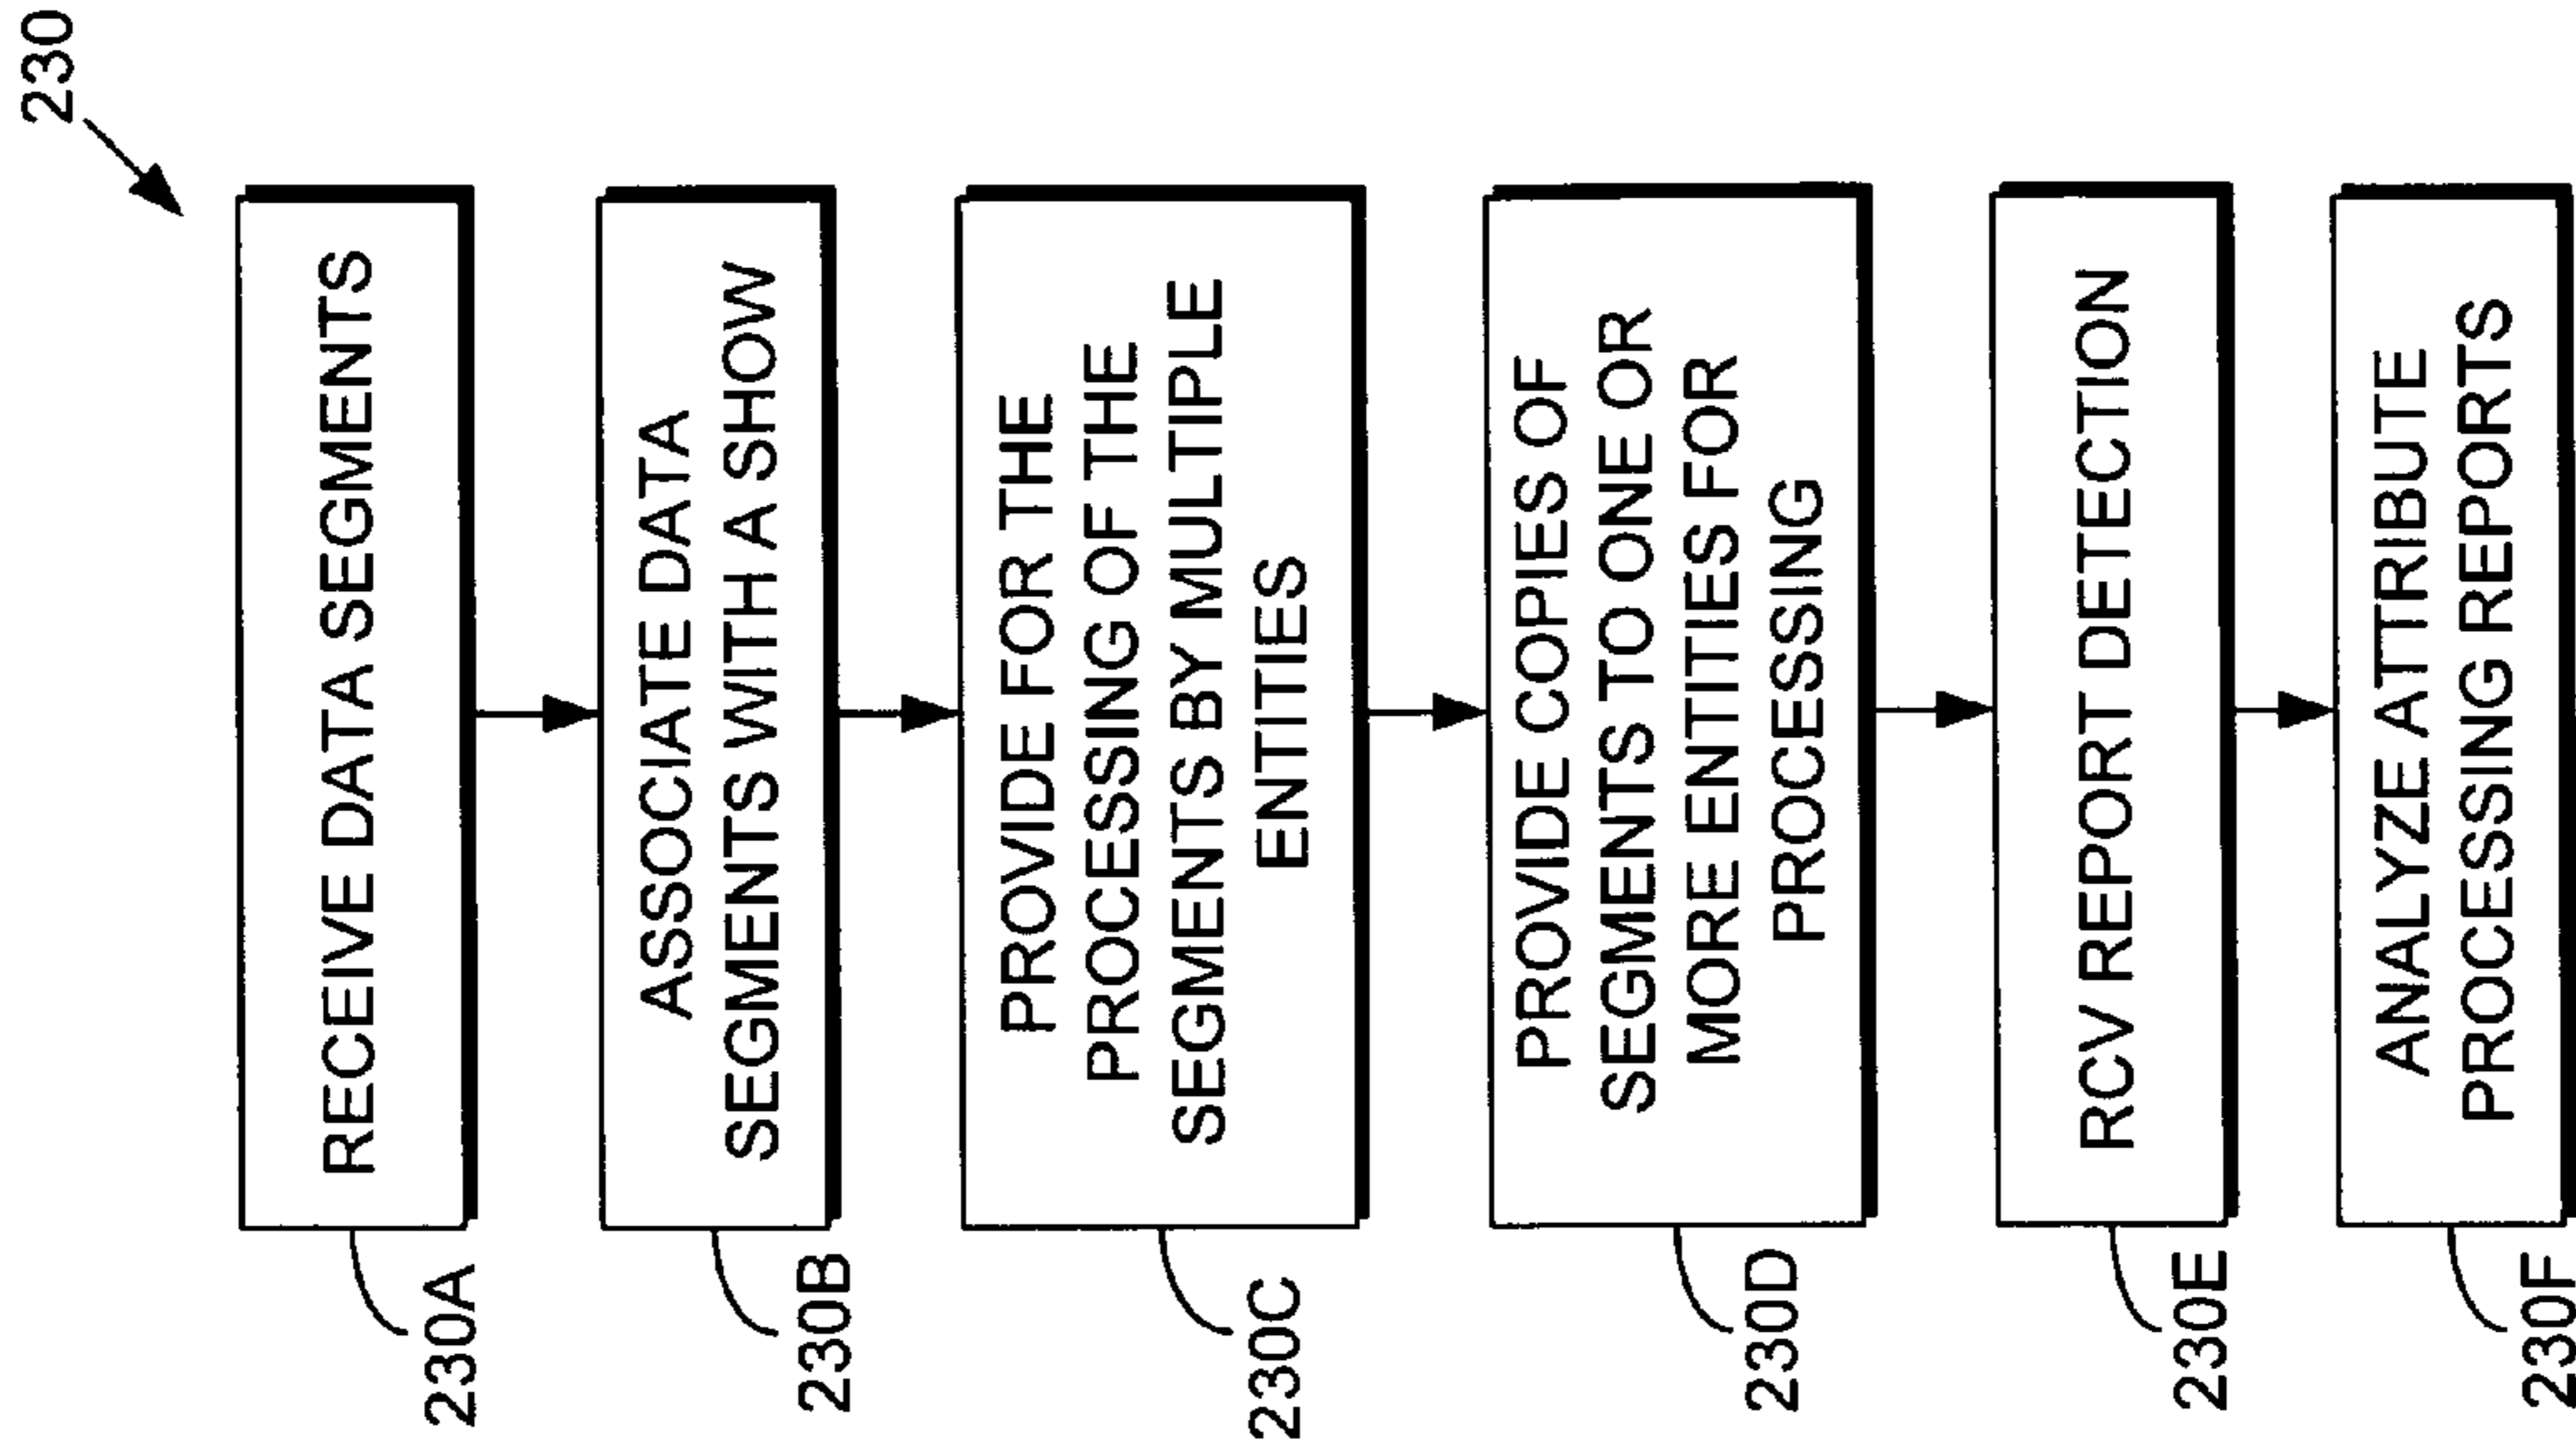 230
RECEIVE DATA SEGMENTS
230A
ASSOCIATE DATA
SEGMENTS WITH A SHOW
230B
PROVIDE FOR THE
PROCESSING OF THE
SEGMENTS BY MULTIPLE
ENTITIES
230C
PROVIDE COPIES OF
SEGMENTS TO ONE OR
MORE ENTITIES FOR
PROCESSING
230D
RCV REPORT DETECTION
230E
ANALYZE ATTRIBUTE
PROCESSING REPORTS
230F